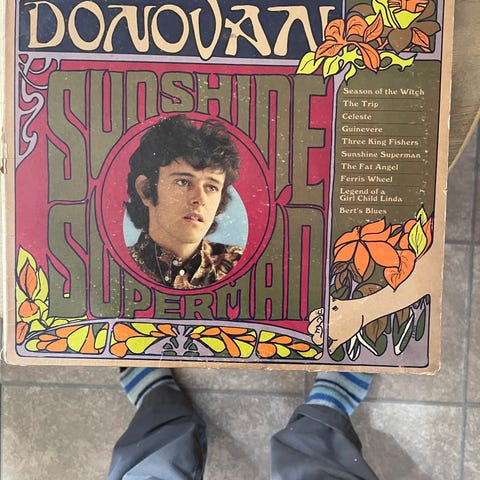 DONOVAN
SUNSHINE
SUPERMAN
Season of the Witch
The Trip
Celeste
Guinevere
Three King Fishers
Sunshine Superman
The Fat Angel
Ferris Wheel
Legend of a
Girl Child Linda
Bert's Blues